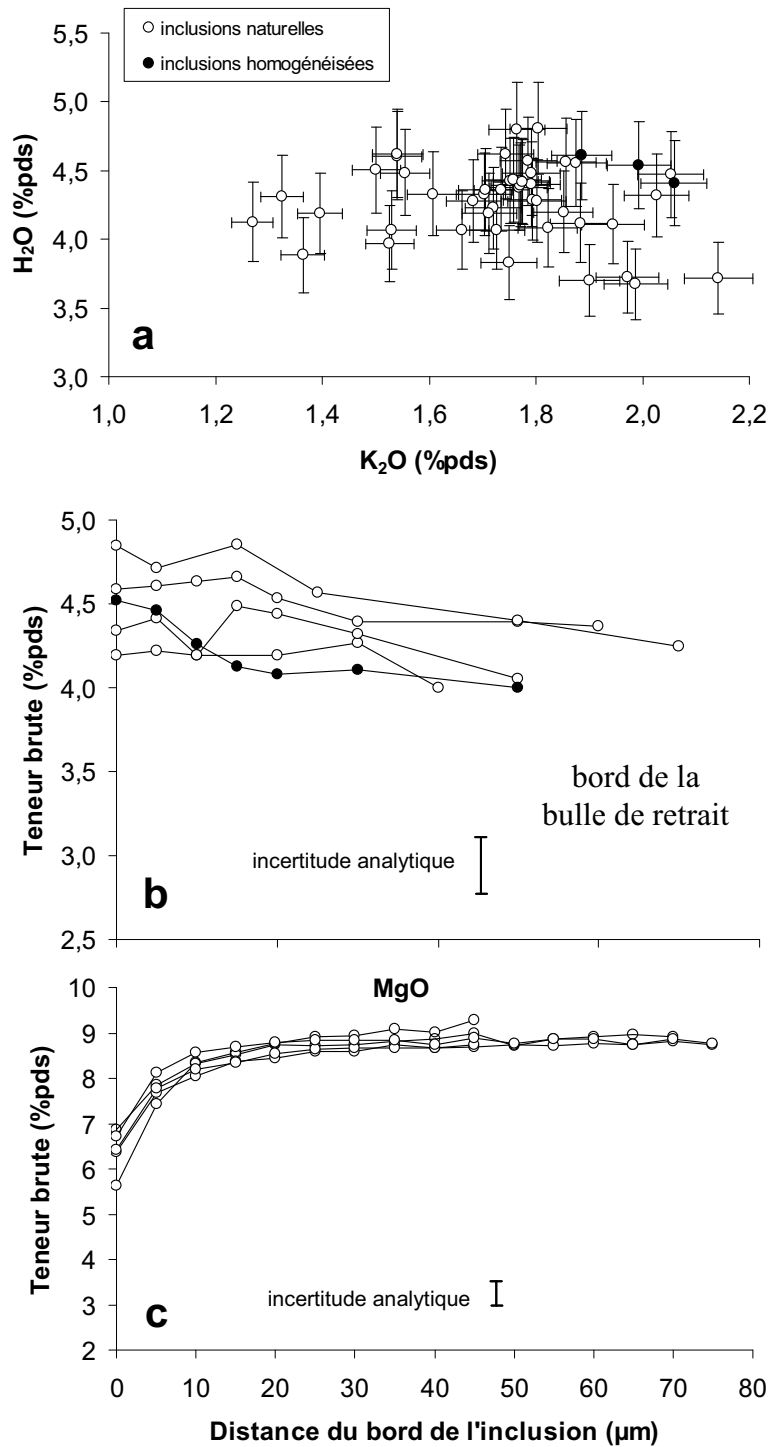 inclusions naturelles
inclusions homogénéisées
5,5
5,0
4,5
4,0
3,5
3,0
H₂O (%pds)
a
1,0 1,2 1,4 1,6 1,8 2,0 2,2
K₂O (%pds)
5,0
4,5
4,0
3,5
3,0
2,5
Teneur brute (%pds)
bord de la
bulle de retrait
incertitude analytique
b
MgO
10
9
8
7
6
5
4
3
2
Teneur brute (%pds)
incertitude analytique
c
0 10 20 30 40 50 60 70 80
Distance du bord de l'inclusion (µm)